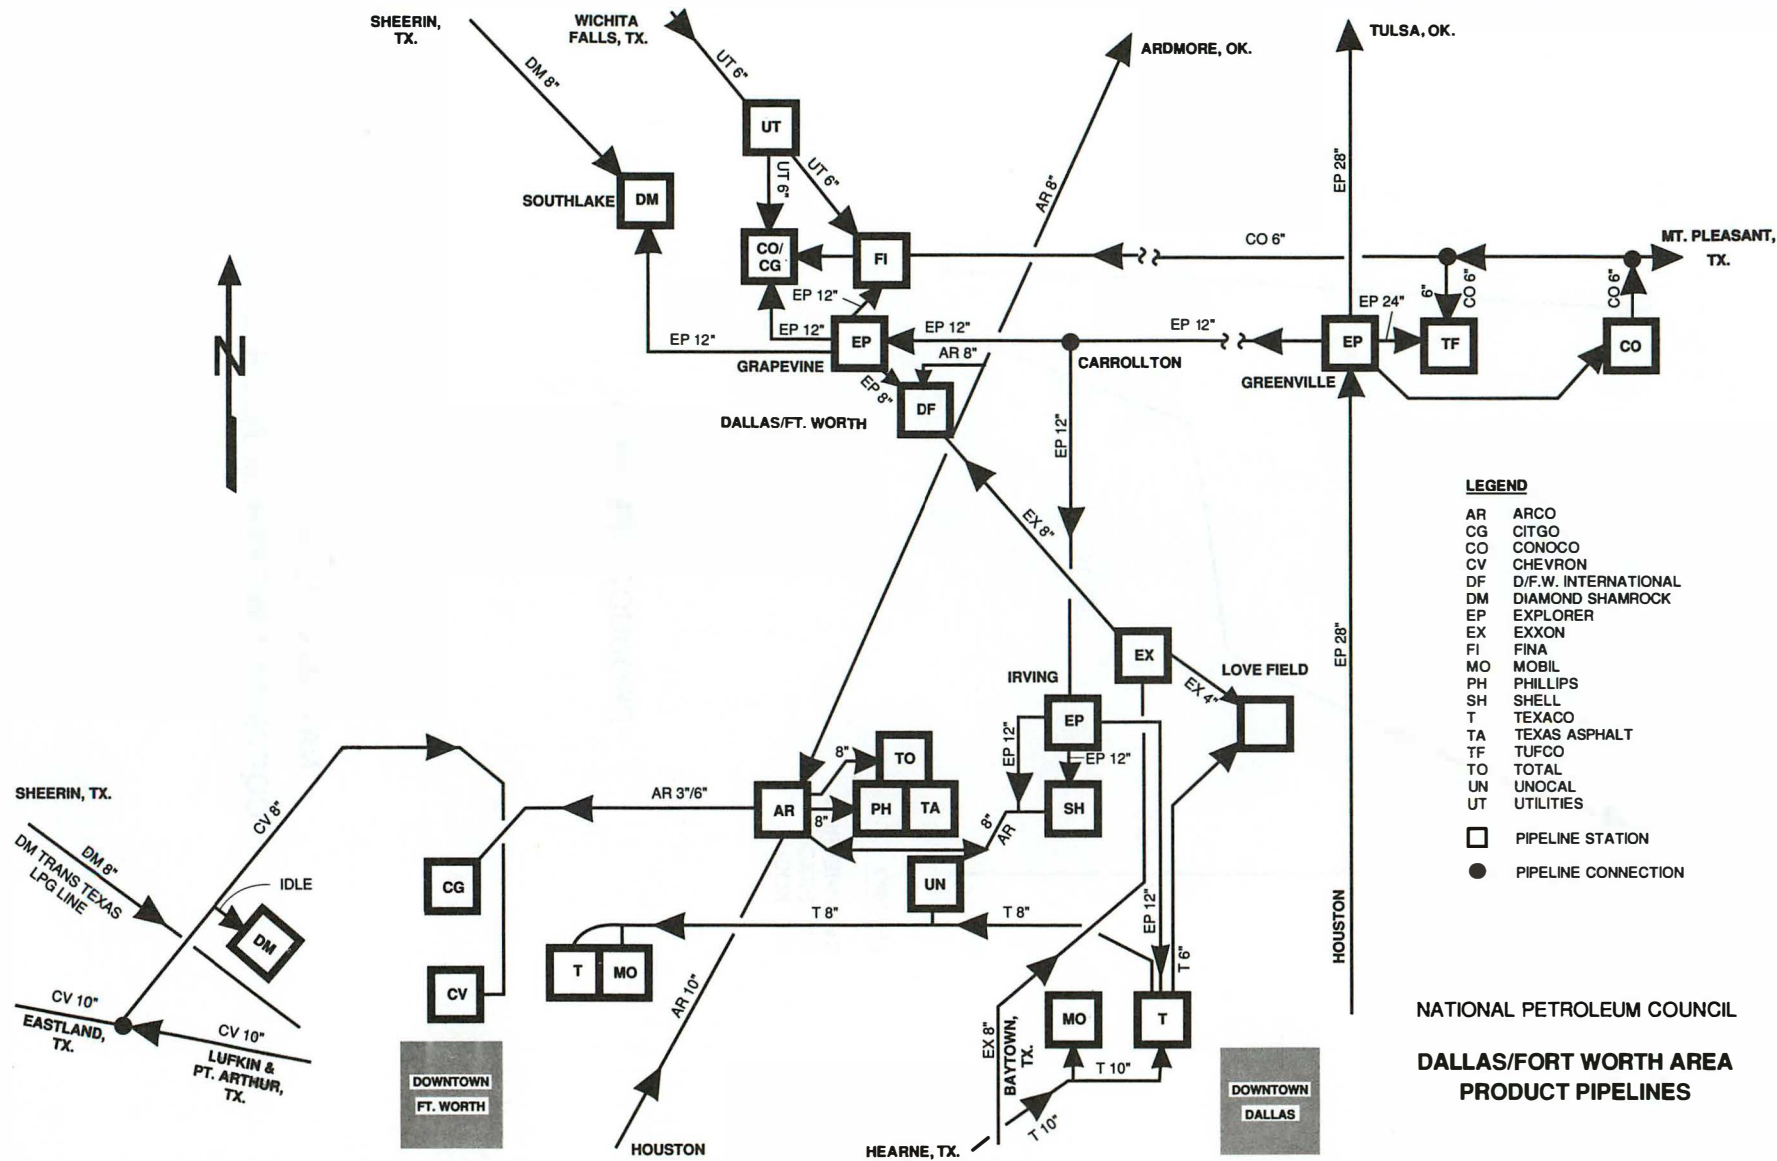 SHEERIN,
TX.
WICHITA
FALLS, TX.
ARDMORE, OK.
TULSA, OK.
DM 8"
UT 6"
UT
UT 6"
UT 6"
AR 8"
EP 28"
SOUTHLAKE
DM
CO/
CG
FI
CO 6"
MT. PLEASANT,
TX.
6"
CO 6"
CO 6"
EP 12"
EP 12"
EP 12"
EP 12"
EP 12"
EP 24"
EP
EP
TF
CO
N
GRAPEVINE
AR 8"
CARROLLTON
GREENVILLE
EP 8"
DF
DALLAS/FT. WORTH
EP 12"
EX 8"
LEGEND
AR ARCO
CG CITGO
CO CONOCO
CV CHEVRON
DF D/F.W. INTERNATIONAL
DM DIAMOND SHAMROCK
EP EXPLORER
EX EXXON
FI FINA
MO MOBIL
PH PHILLIPS
SH SHELL
T TEXACO
TA TEXAS ASPHALT
TF TUFCO
TO TOTAL
UN UNOCAL
UT UTILITIES
PIPELINE STATION
PIPELINE CONNECTION
EX
LOVE FIELD
EX 4"
EP 28"
IRVING
EP
EP 12"
EP 12"
8"
TO
AR
PH
TA
8"
SH
8"
AR
AR 3"/6"
SHEERIN, TX.
CV 8"
DM 8"
DM TRANS TEXAS
LPG LINE
IDLE
DM
CG
UN
T 8"
T 8"
EP 12"
T 6"
HOUSTON
T
MO
CV
AR 10"
CV 10"
EASTLAND,
TX.
CV 10"
LUFKIN &
PT. ARTHUR,
TX.
MO
T
EX 8"
BAYTOWN,
TX.
T 10"
T 10"
DOWNTOWN
FT. WORTH
DOWNTOWN
DALLAS
HOUSTON
HEARNE, TX.
NATIONAL PETROLEUM COUNCIL
DALLAS/FORT WORTH AREA
PRODUCT PIPELINES